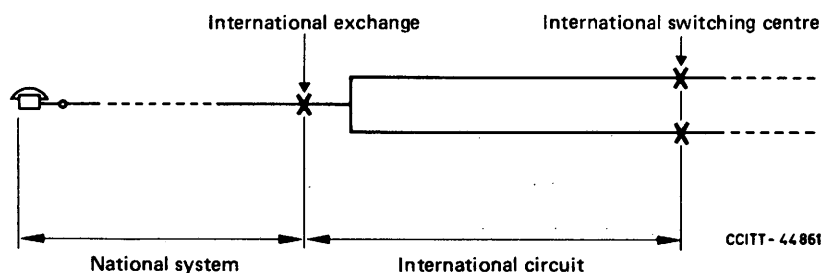 International exchange
International switching centre
CCITT - 44861
National system
International circuit